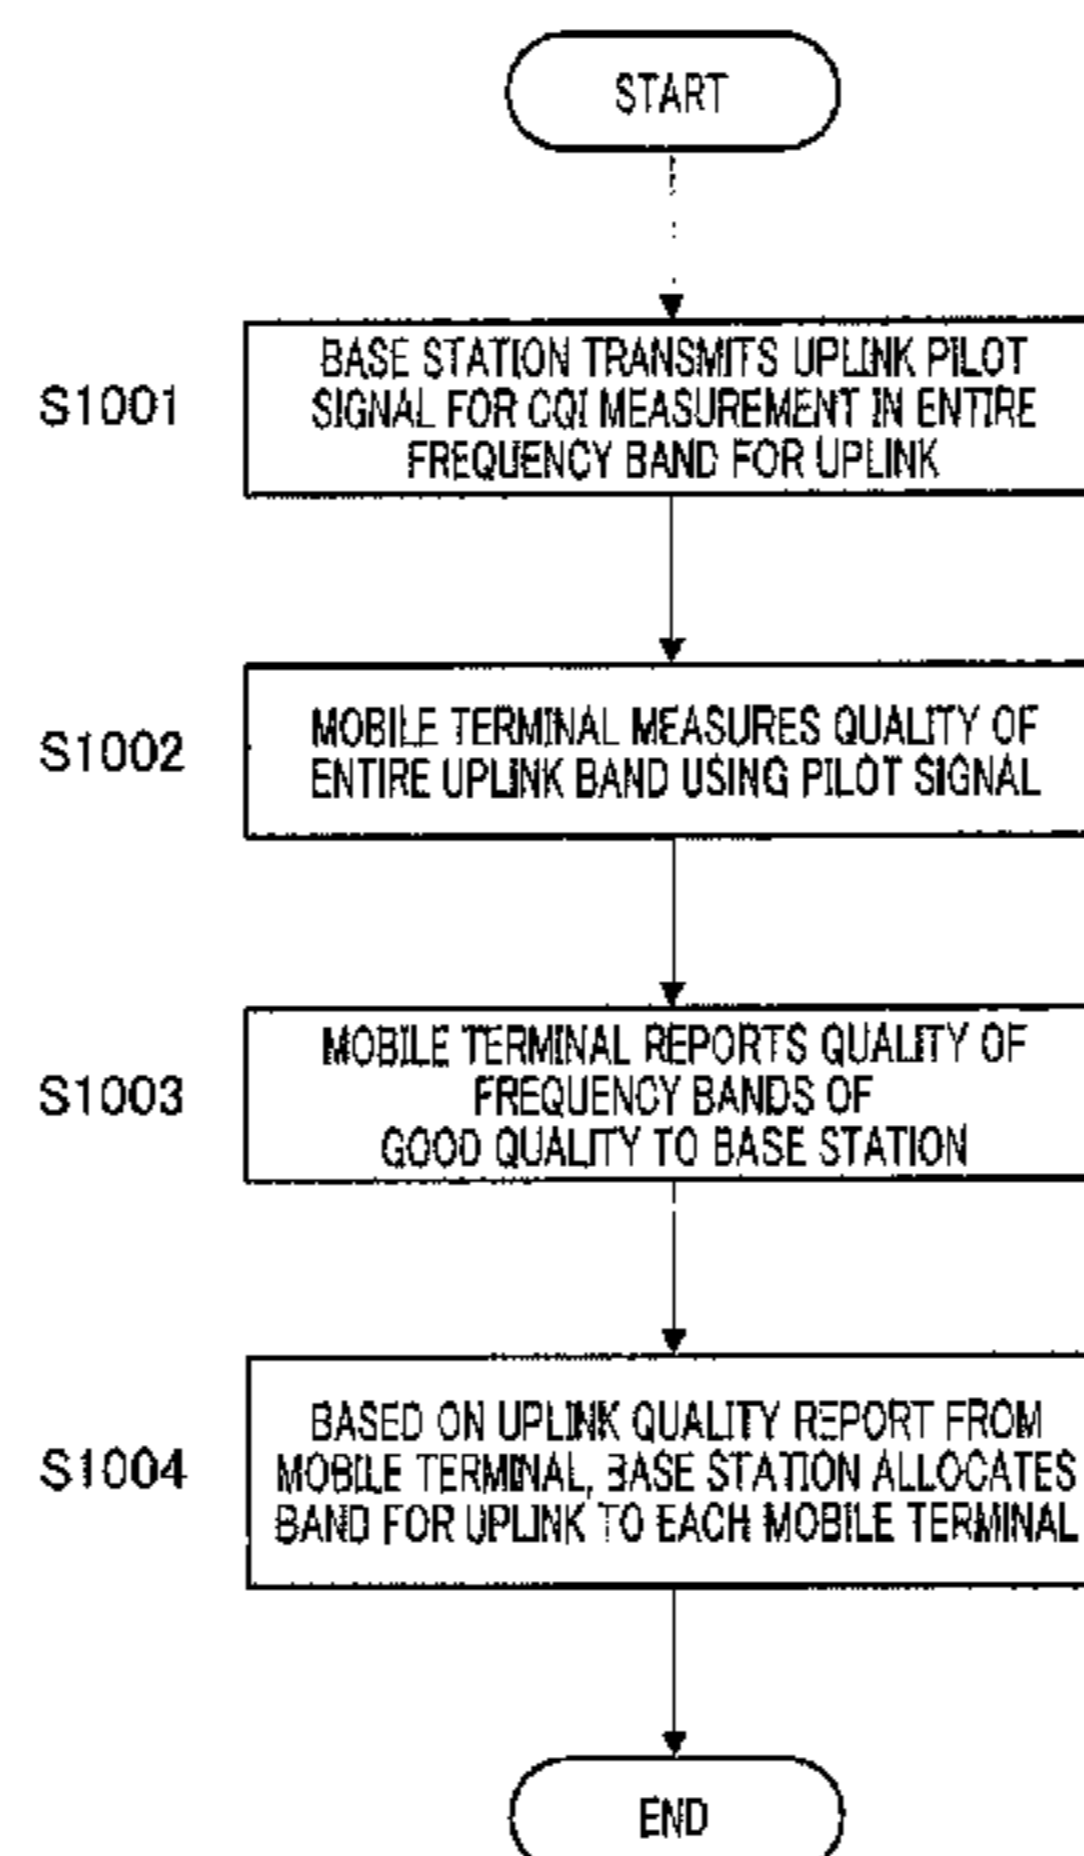 START
S1001
BASE STATION TRANSMITS UPLINK PILOT
SIGNAL FOR CQI MEASUREMENT IN ENTIRE
FREQUENCY BAND FOR UPLINK
S1002
MOBILE TERMINAL MEASURES QUALITY OF
ENTIRE UPLINK BAND USING PILOT SIGNAL
S1003
MOBILE TERMINAL REPORTS QUALITY OF
FREQUENCY BANDS OF
GOOD QUALITY TO BASE STATION
S1004
BASED ON UPLINK QUALITY REPORT FROM
MOBILE TERMINAL, BASE STATION ALLOCATES
BAND FOR UPLINK TO EACH MOBILE TERMINAL
END